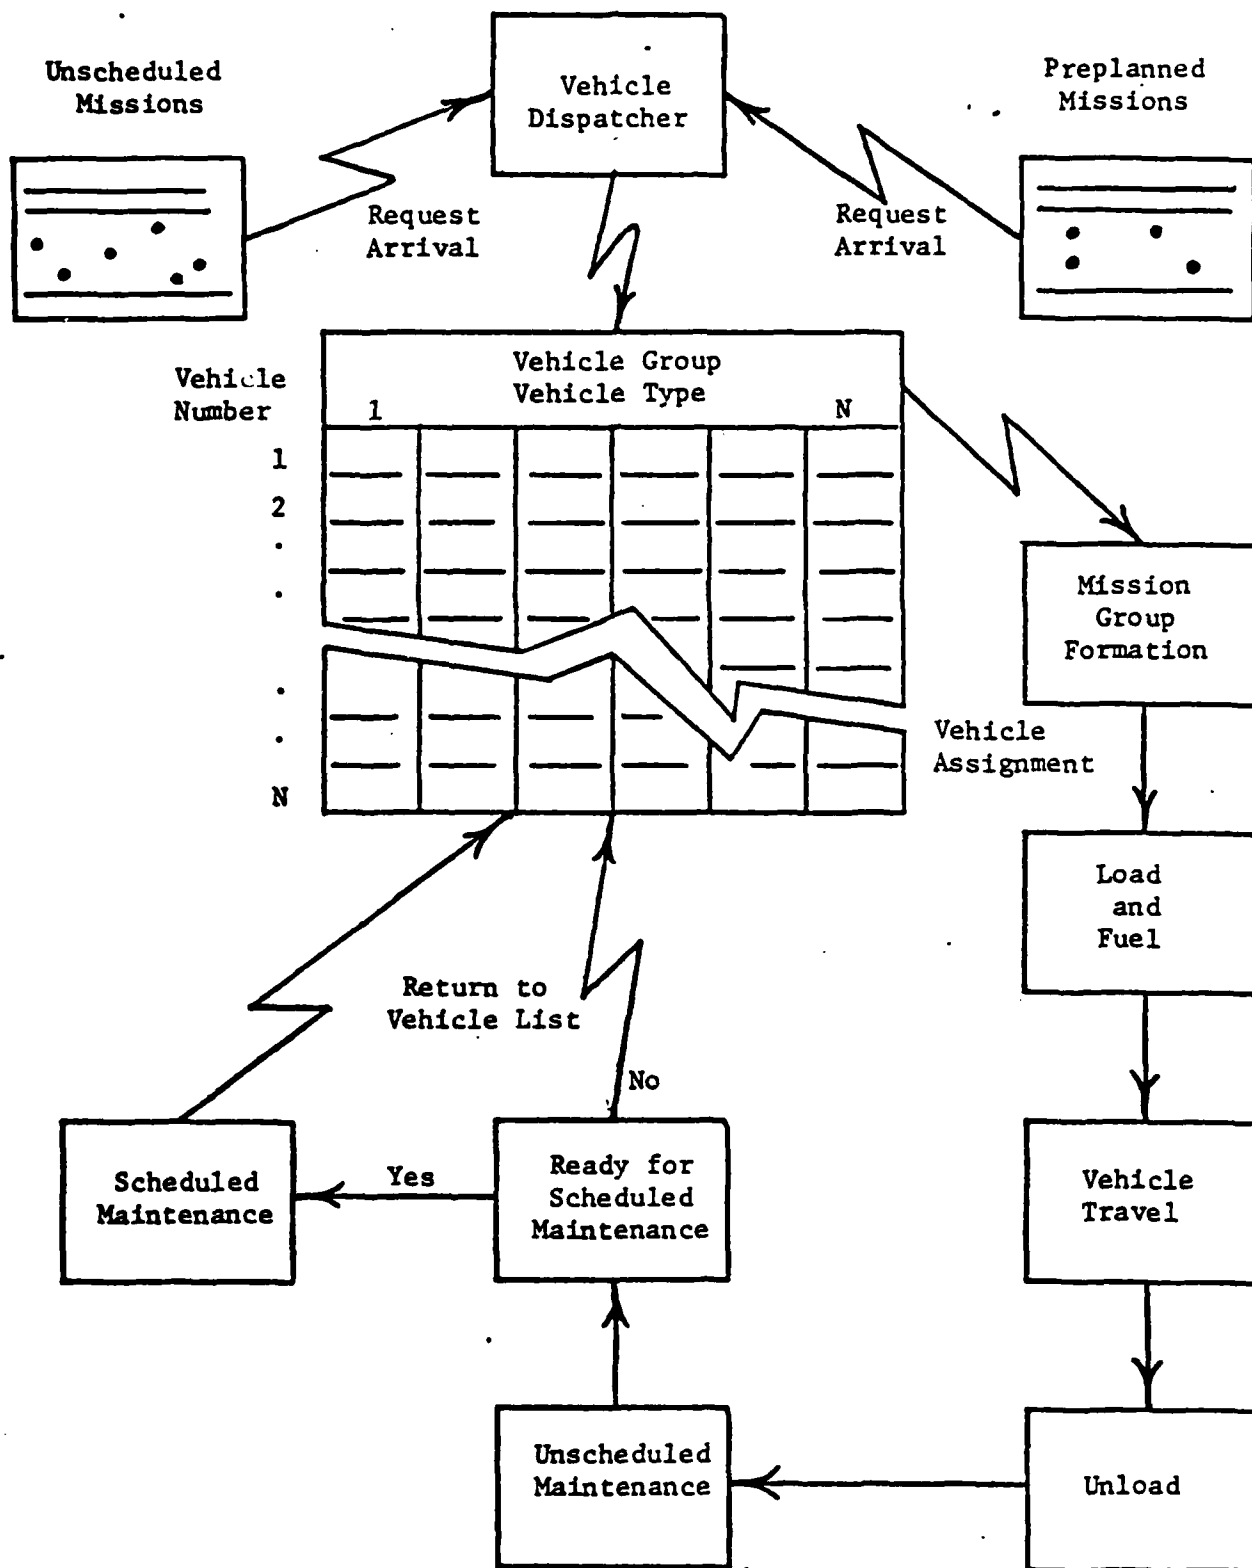 Unscheduled
Missions
Vehicle
Dispatcher
Preplanned
Missions
Request
Arrival
Request
Arrival
Vehicle
Number
Vehicle Group
Vehicle Type
1
N
1
2
.
.
.
.
N
Mission
Group
Formation
Vehicle
Assignment
Load
and
Fuel
Return to
Vehicle List
No
Scheduled
Maintenance
Yes
Ready for
Scheduled
Maintenance
Vehicle
Travel
Unscheduled
Maintenance
Unload